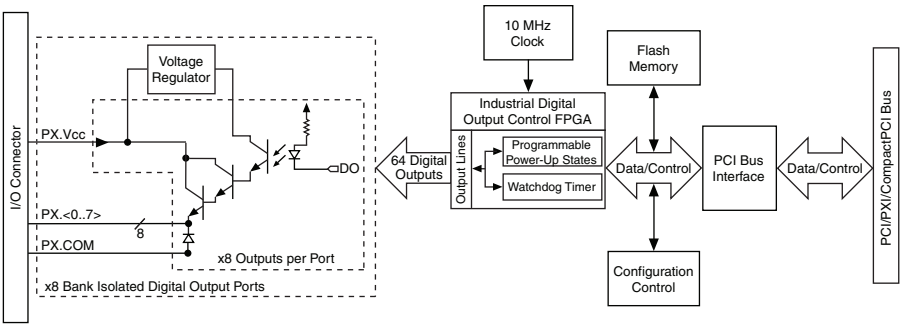 I/O Connector
Voltage
Regulator
PX.Vcc
PX.<0..7>
8
PX.COM
DO
x8 Outputs per Port
x8 Bank Isolated Digital Output Ports
64 Digital
Outputs
10 MHz
Clock
Industrial Digital
Output Control FPGA
Output Lines
Programmable
Power-Up States
Watchdog Timer
Flash
Memory
Data/Control
Configuration
Control
PCI Bus
Interface
Data/Control
PCI/PXI/CompactPCI Bus